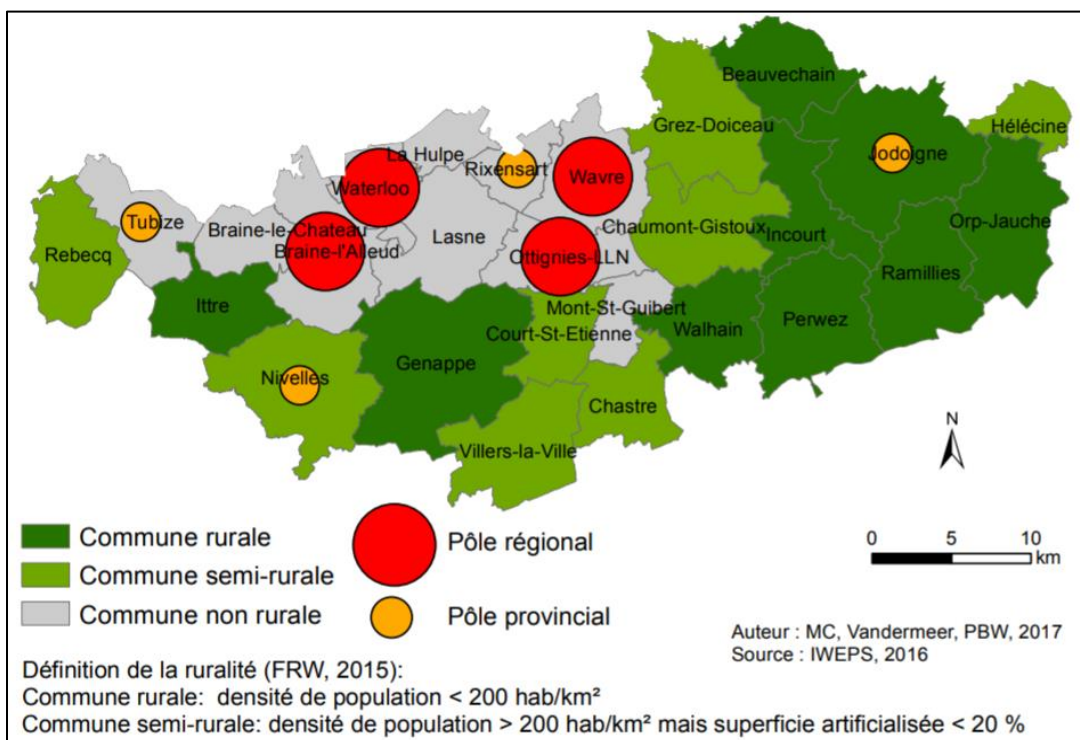 Beauvechain
Grez-Doiceau
Hélécine
Jodoigne
La Hulpe
Rixensart
Waterloo
Wavre
Orp-Jauche
Tubize
Braine-le-Chateau
Chaumont-Gistoux
Incourt
Lasne
Rebecq
Braine-l'Alleud
Ottignies-LLN
Ramillies
Ittre
Mont-St-Guibert
Perwez
Walhain
Court-St-Etienne
Genappe
Nivelles
Chastre
Villers-la-Ville
N
Commune rurale
Pôle régional
0 5 10
km
Commune semi-rurale
Commune non rurale
Pôle provincial
Auteur : MC, Vandermeer, PBW, 2017
Source : IWEPS, 2016
Définition de la ruralité (FRW, 2015):
Commune rurale: densité de population < 200 hab/km²
Commune semi-rurale: densité de population > 200 hab/km² mais superficie artificialisée < 20 %